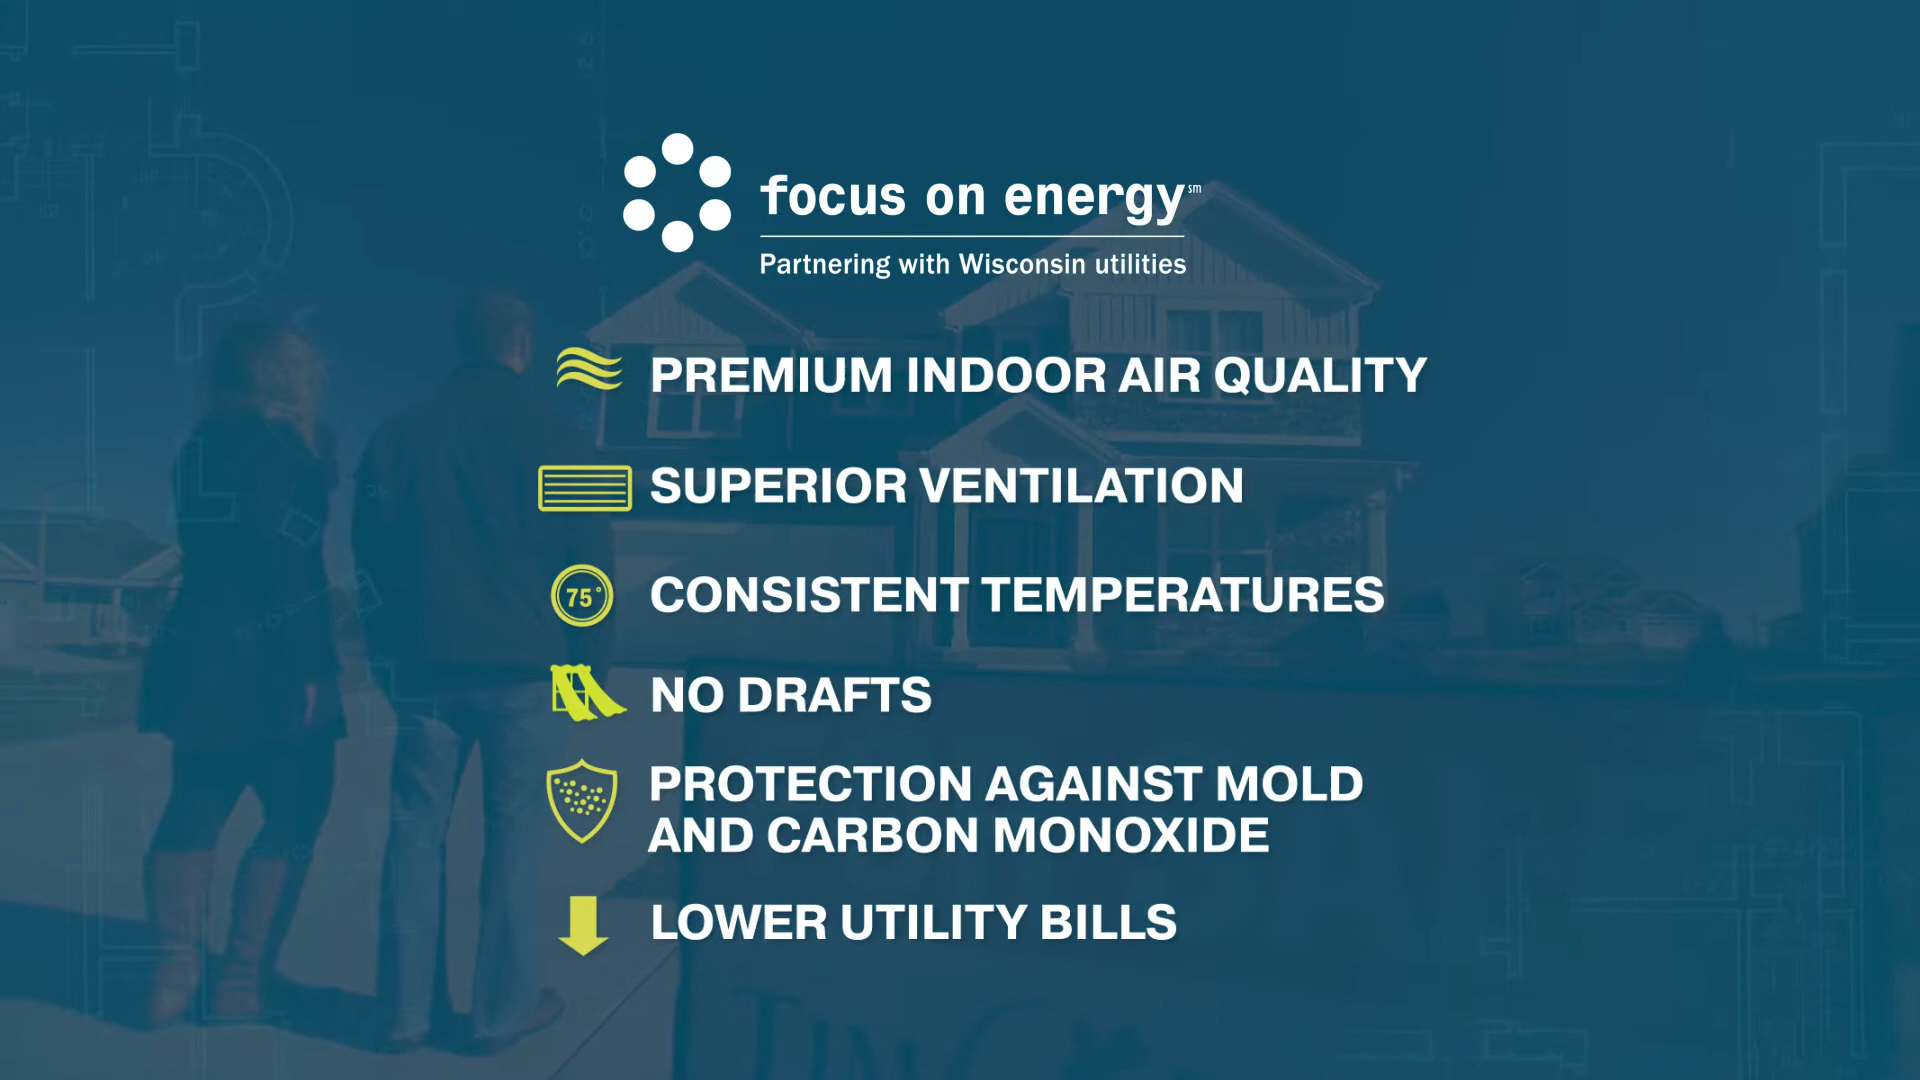 focus on energy℠
Partnering with Wisconsin utilities
PREMIUM INDOOR AIR QUALITY
SUPERIOR VENTILATION
75° CONSISTENT TEMPERATURES
NO DRAFTS
PROTECTION AGAINST MOLD
AND CARBON MONOXIDE
LOWER UTILITY BILLS